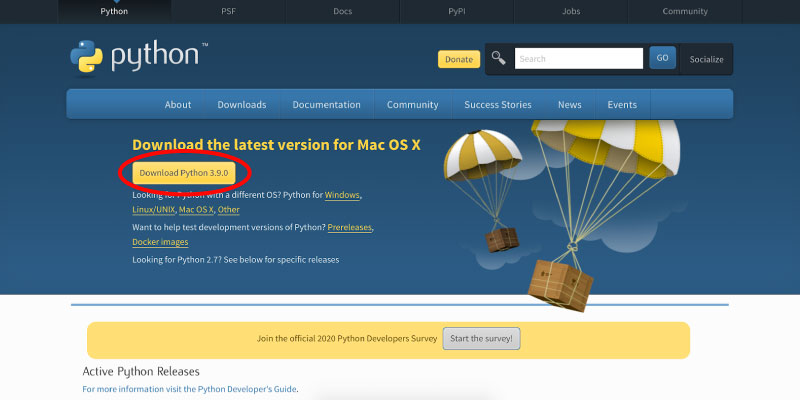 Python PSF Docs PyPI Jobs Community
python™
Donate Search GO Socialize
About Downloads Documentation Community Success Stories News Events
Download the latest version for Mac OS X
Download Python 3.9.0
Looking for Python with a different OS? Python for Windows,
Linux/UNIX, Mac OS X, Other
Want to help test development versions of Python? Prereleases,
Docker images
Looking for Python 2.7? See below for specific releases
Join the official 2020 Python Developers Survey Start the survey!
Active Python Releases
For more information visit the Python Developer's Guide.